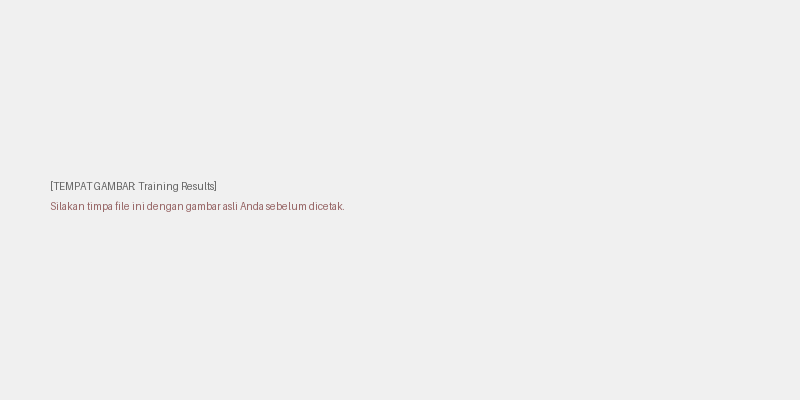 [TEMPAT GAMBAR: Training Results]
Silakan timpa file ini dengan gambar asli Anda sebelum dicetak.